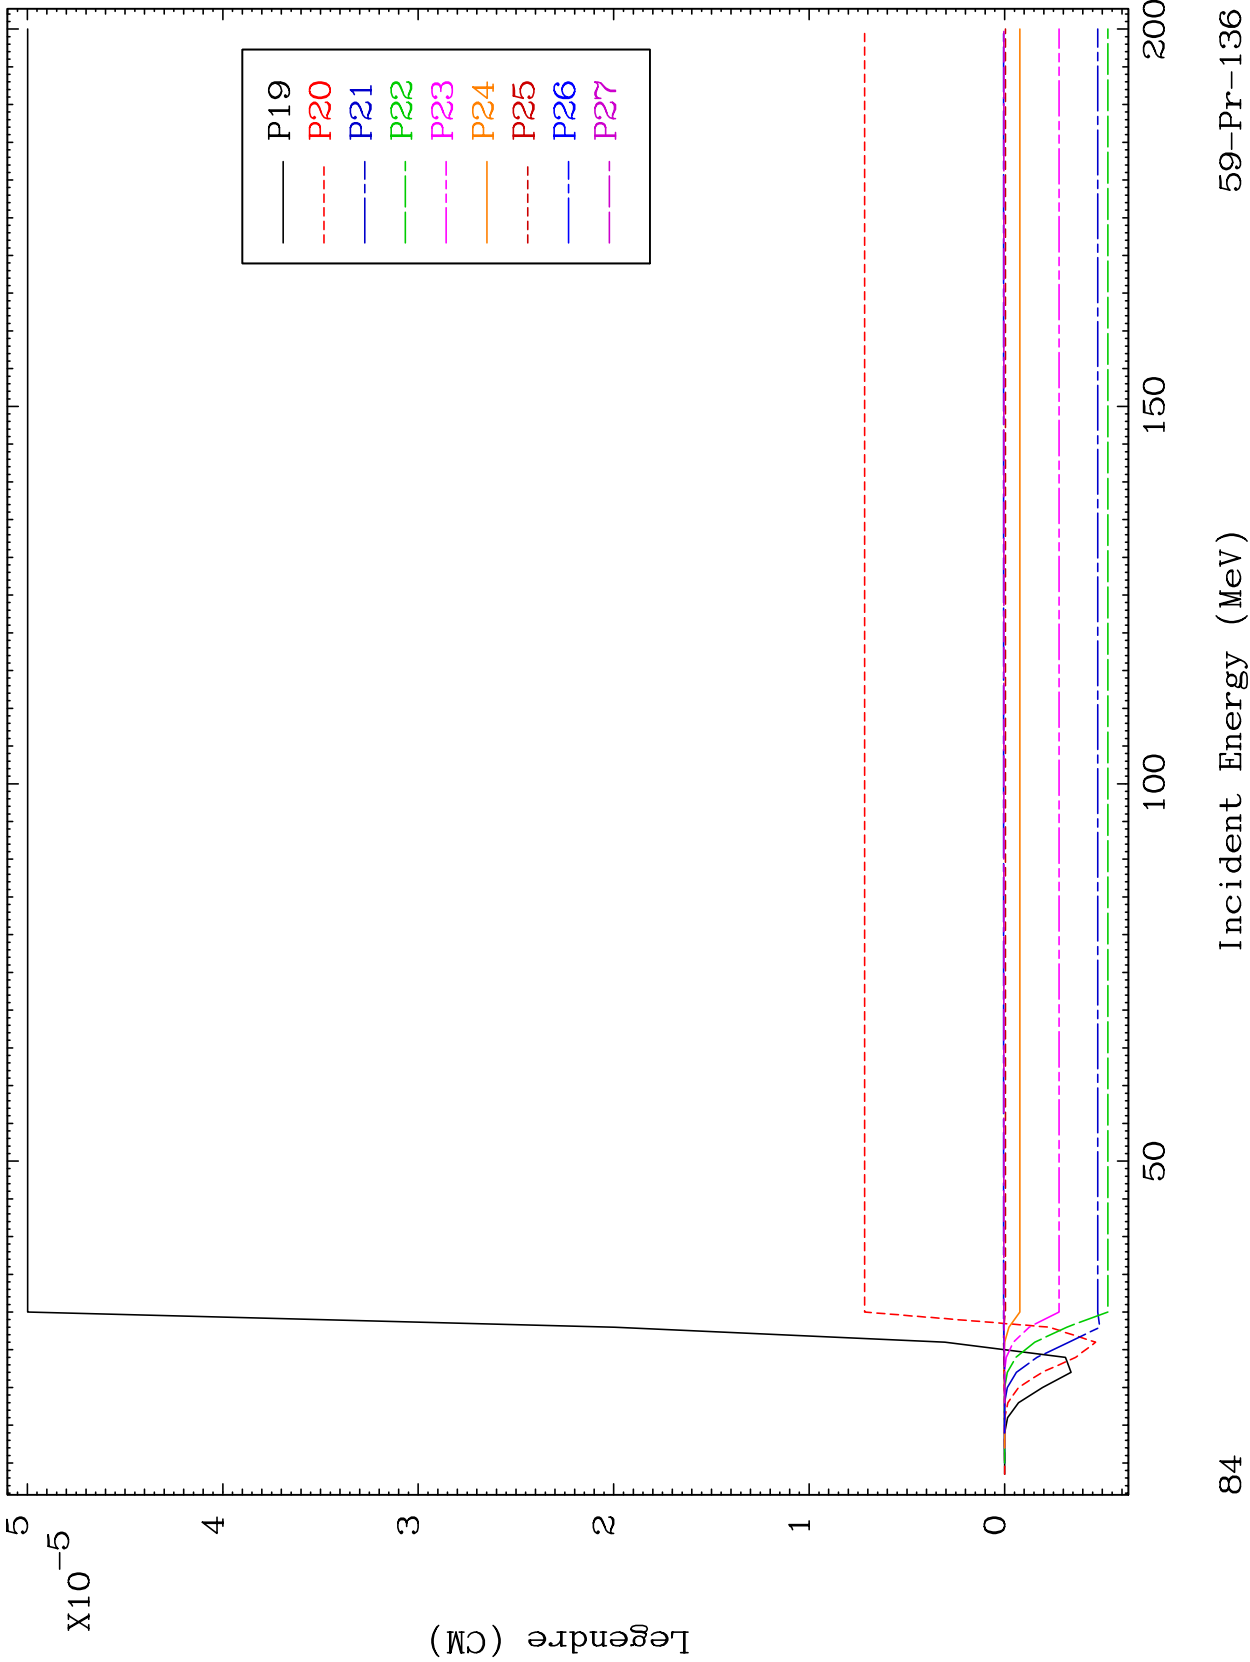 5
4
3
2
1
0
X10-5
Legendre (CM)
P19
P20
P21
P22
P23
P24
P25
P26
P27
50
100
150
200
Incident Energy (MeV)
84
59-Pr-136